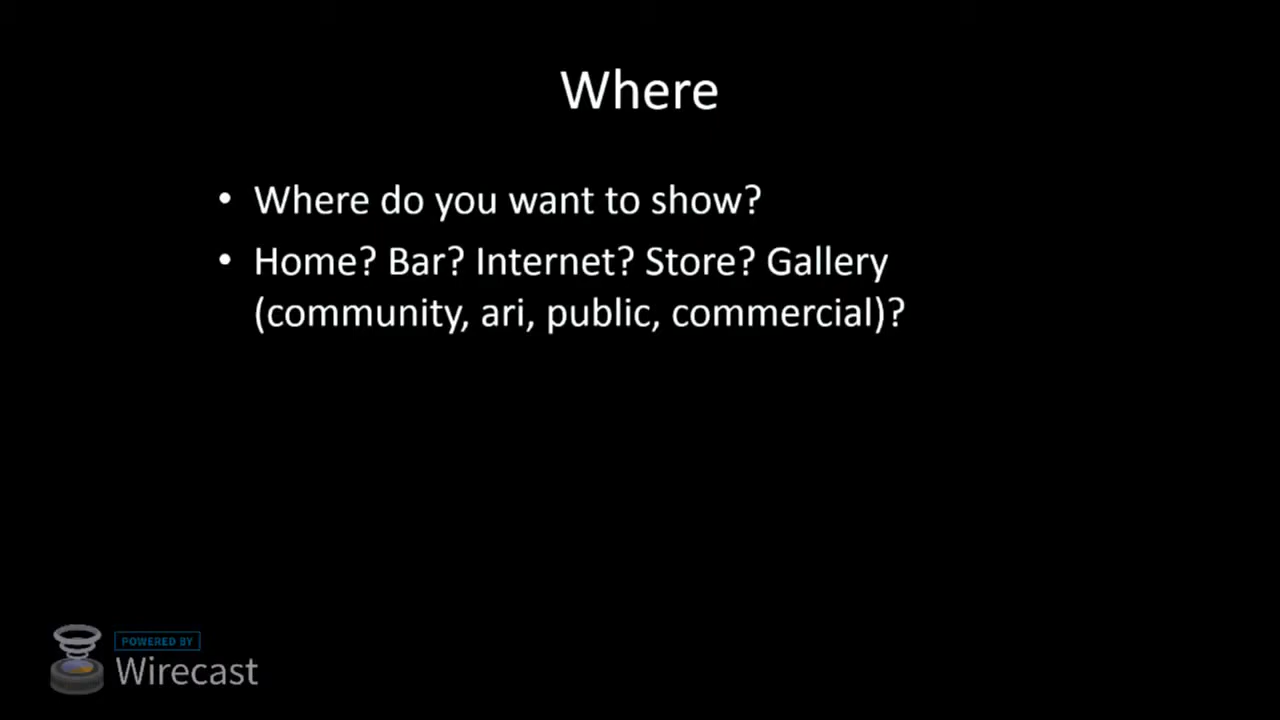 Where
• Where do you want to show?
• Home? Bar? Internet? Store? Gallery
(community, ari, public, commercial)?
POWERED BY
Wirecast